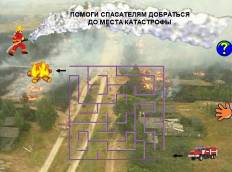 ПОМОГИ СПАСАТЕЛЯМ ДОБРАТЬСЯ
ДО МЕСТА КАТАСТРОФЫ
?